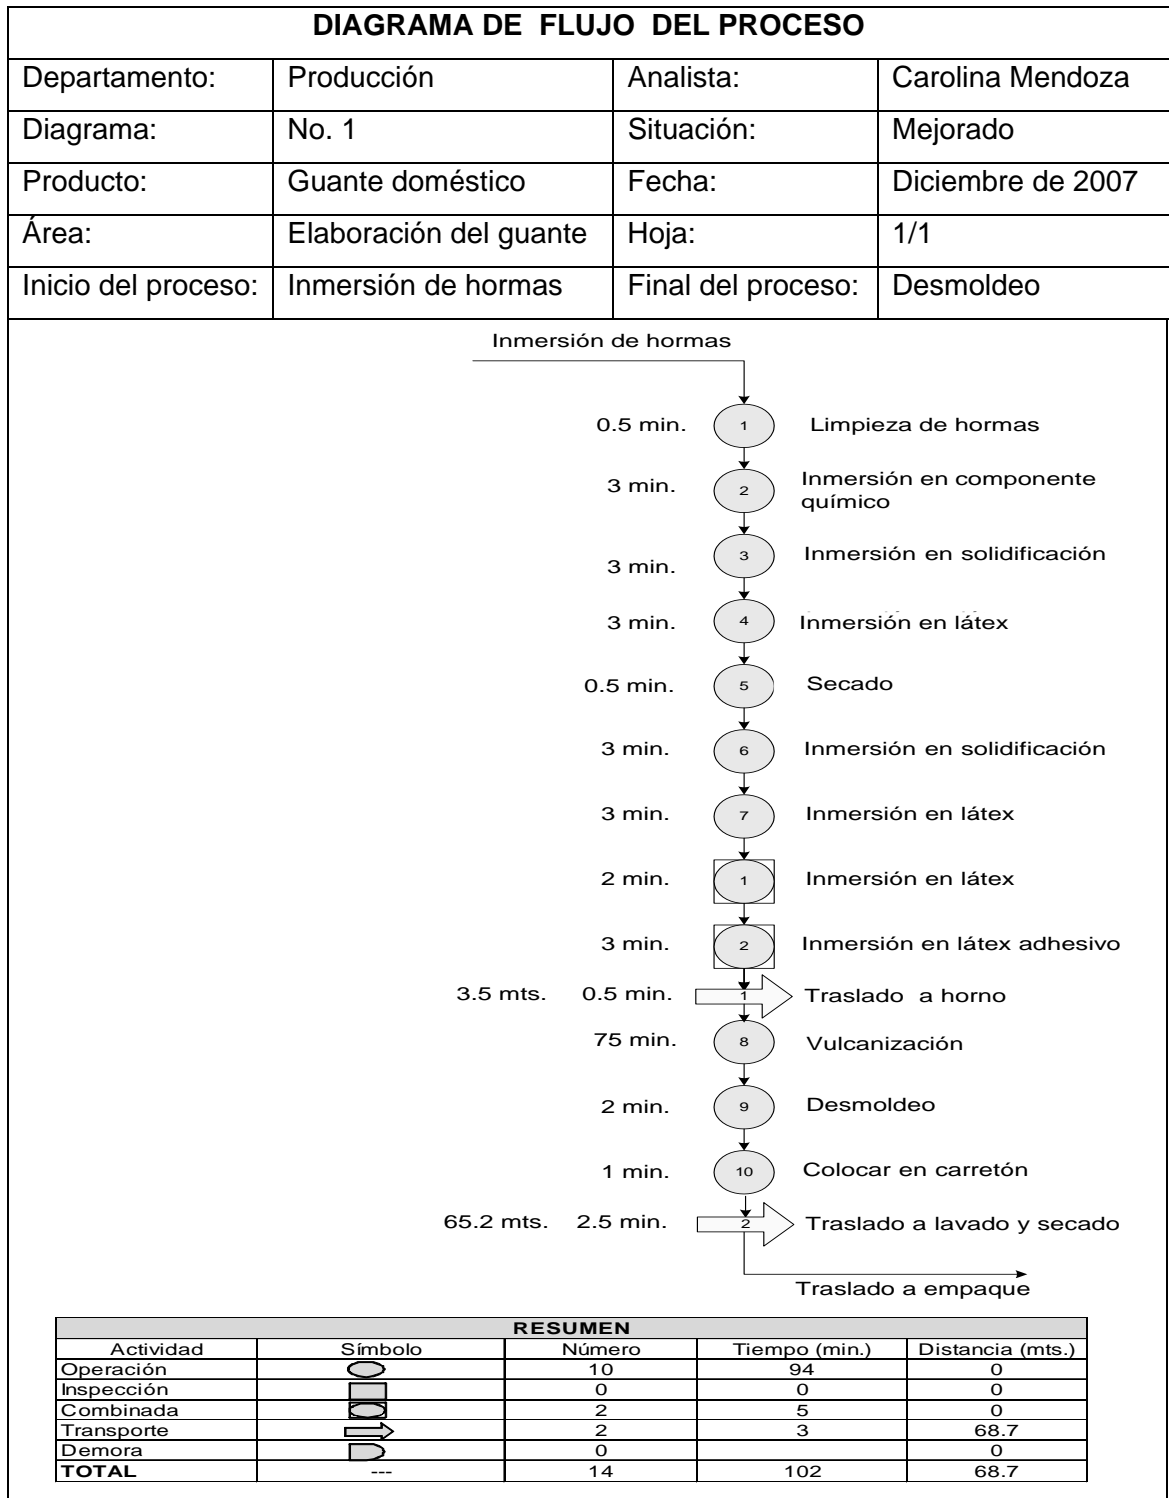 DIAGRAMA DE FLUJO DEL PROCESO
Departamento: Producción Analista: Carolina Mendoza
Diagrama: No. 1 Situación: Mejorado
Producto: Guante doméstico Fecha: Diciembre de 2007
Área: Elaboración del guante Hoja: 1/1
Inicio del proceso: Inmersión de hormas Final del proceso: Desmoldeo
Inmersión de hormas
0.5 min. 1 Limpieza de hormas
3 min. 2 Inmersión en componente
químico
3 min. 3 Inmersión en solidificación
3 min. 4 Inmersión en látex
0.5 min. 5 Secado
3 min. 6 Inmersión en solidificación
3 min. 7 Inmersión en látex
2 min. 1 Inmersión en látex
3 min. 2 Inmersión en látex adhesivo
3.5 mts. 0.5 min. 1 Traslado a horno
75 min. 8 Vulcanización
2 min. 9 Desmoldeo
1 min. 10 Colocar en carretón
65.2 mts. 2.5 min. 2 Traslado a lavado y secado
Traslado a empaque
RESUMEN
Actividad Símbolo Número Tiempo (min.) Distancia (mts.)
Operación 10 94 0
Inspección 0 0 0
Combinada 2 5 0
Transporte 2 3 68.7
Demora 0 0
TOTAL --- 14 102 68.7